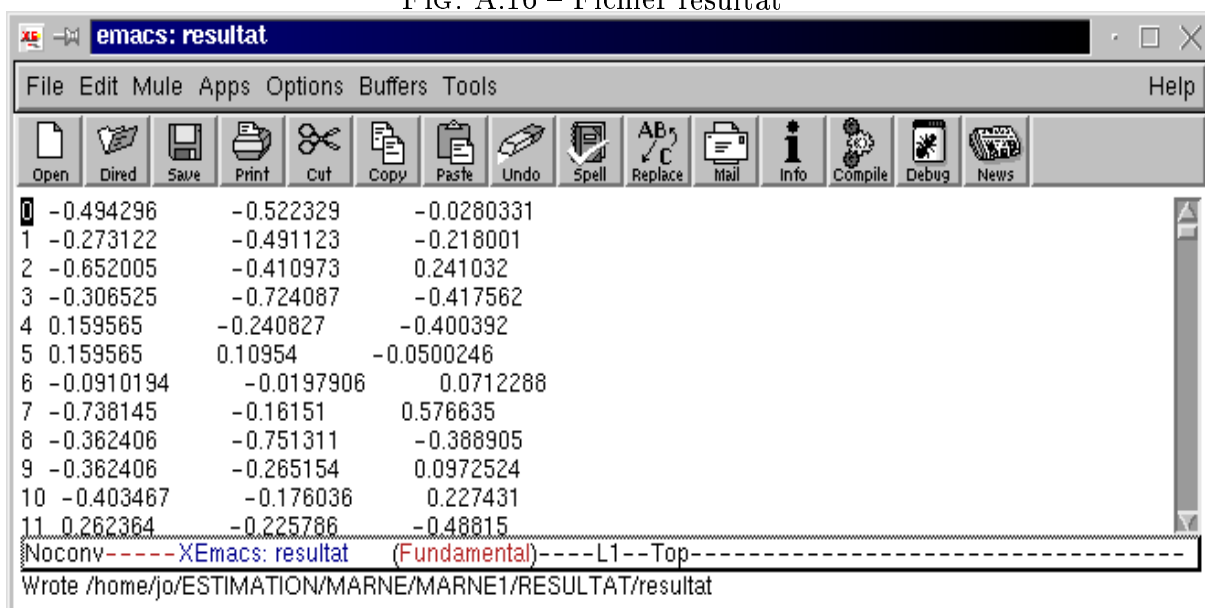 FIG. A.16 – Fichier resultat
emacs: resultat
File Edit Mule Apps Options Buffers Tools Help
Open Dired Save Print Cut Copy Paste Undo Spell Replace Mail Info Compile Debug News
0 -0.494296 -0.522329 -0.0280331
1 -0.273122 -0.491123 -0.218001
2 -0.652005 -0.410973 0.241032
3 -0.306525 -0.724087 -0.417562
4 0.159565 -0.240827 -0.400392
5 0.159565 0.10954 -0.0500246
6 -0.0910194 -0.0197906 0.0712288
7 -0.738145 -0.16151 0.576635
8 -0.362406 -0.751311 -0.388905
9 -0.362406 -0.265154 0.0972524
10 -0.403467 -0.176036 0.227431
11 0.262364 -0.225786 -0.48815
Noconv-----XEmacs: resultat (Fundamental)----L1--Top----------------------------------
Wrote /home/jo/ESTIMATION/MARNE/MARNE1/RESULTAT/resultat